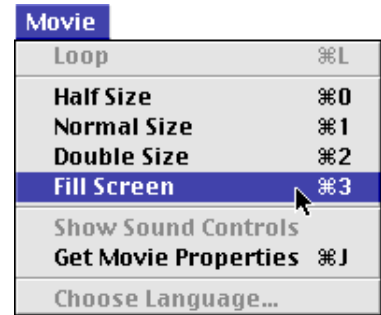 Movie
Loop ⌘L
Half Size ⌘0
Normal Size ⌘1
Double Size ⌘2
Fill Screen ⌘3
Show Sound Controls
Get Movie Properties ⌘J
Choose Language...